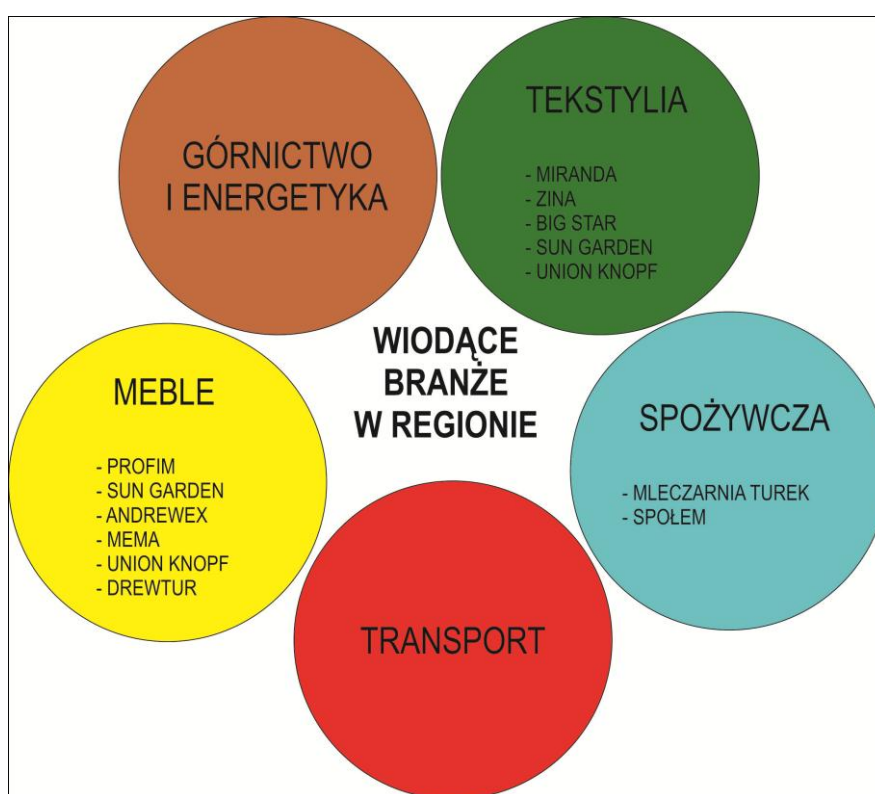 GÓRNICTWO
I ENERGETYKA
TEKSTYLIA
- MIRANDA
- ZINA
- BIG STAR
- SUN GARDEN
- UNION KNOPF
WIODĄCE
BRANŻE
W REGIONIE
MEBLE
- PROFIM
- SUN GARDEN
- ANDREWEX
- MEMA
- UNION KNOPF
- DREWTUR
SPOŻYWCZA
- MLECZARNIA TUREK
- SPOŁEM
TRANSPORT